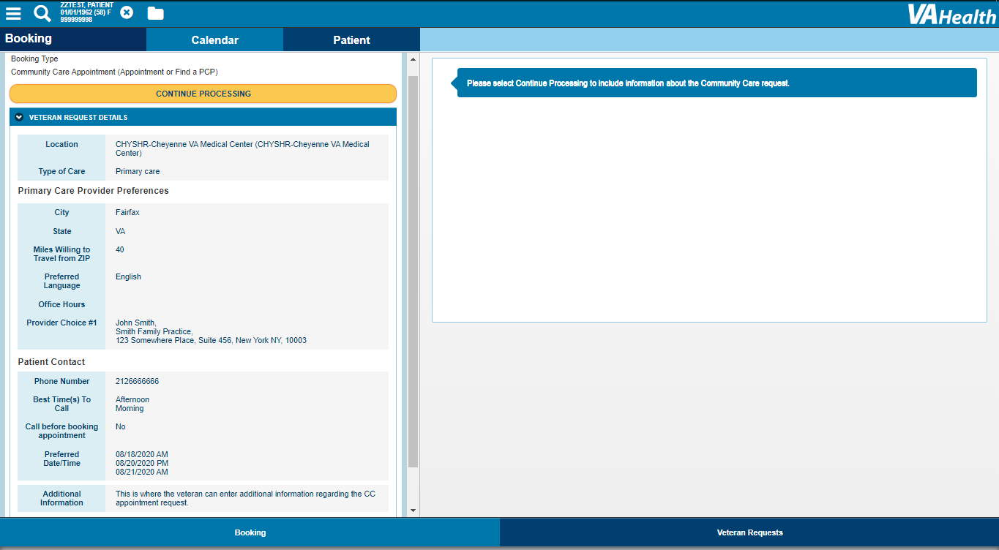 ZZTEST, PATIENT
01/01/1962 (58) F
999999998
VA Health
Booking
Calendar
Patient
Booking Type
Community Care Appointment (Appointment or Find a PCP)
CONTINUE PROCESSING
VETERAN REQUEST DETAILS
Location
CHYSHR-Cheyenne VA Medical Center (CHYSHR-Cheyenne VA Medical
Center)
Type of Care
Primary care
Primary Care Provider Preferences
City
Fairfax
State
VA
Miles Willing to
Travel from ZIP
40
Preferred
Language
English
Office Hours
Provider Choice #1
John Smith,
Smith Family Practice,
123 Somewhere Place, Suite 456, New York NY, 10003
Patient Contact
Phone Number
2126666666
Best Time(s) To
Call
Afternoon
Morning
Call before booking
appointment
No
Preferred
Date/Time
08/18/2020 AM
08/20/2020 PM
08/21/2020 AM
Additional
Information
This is where the veteran can enter additional information regarding the CC
appointment request.
Please select Continue Processing to include information about the Community Care request.
Booking
Veteran Requests